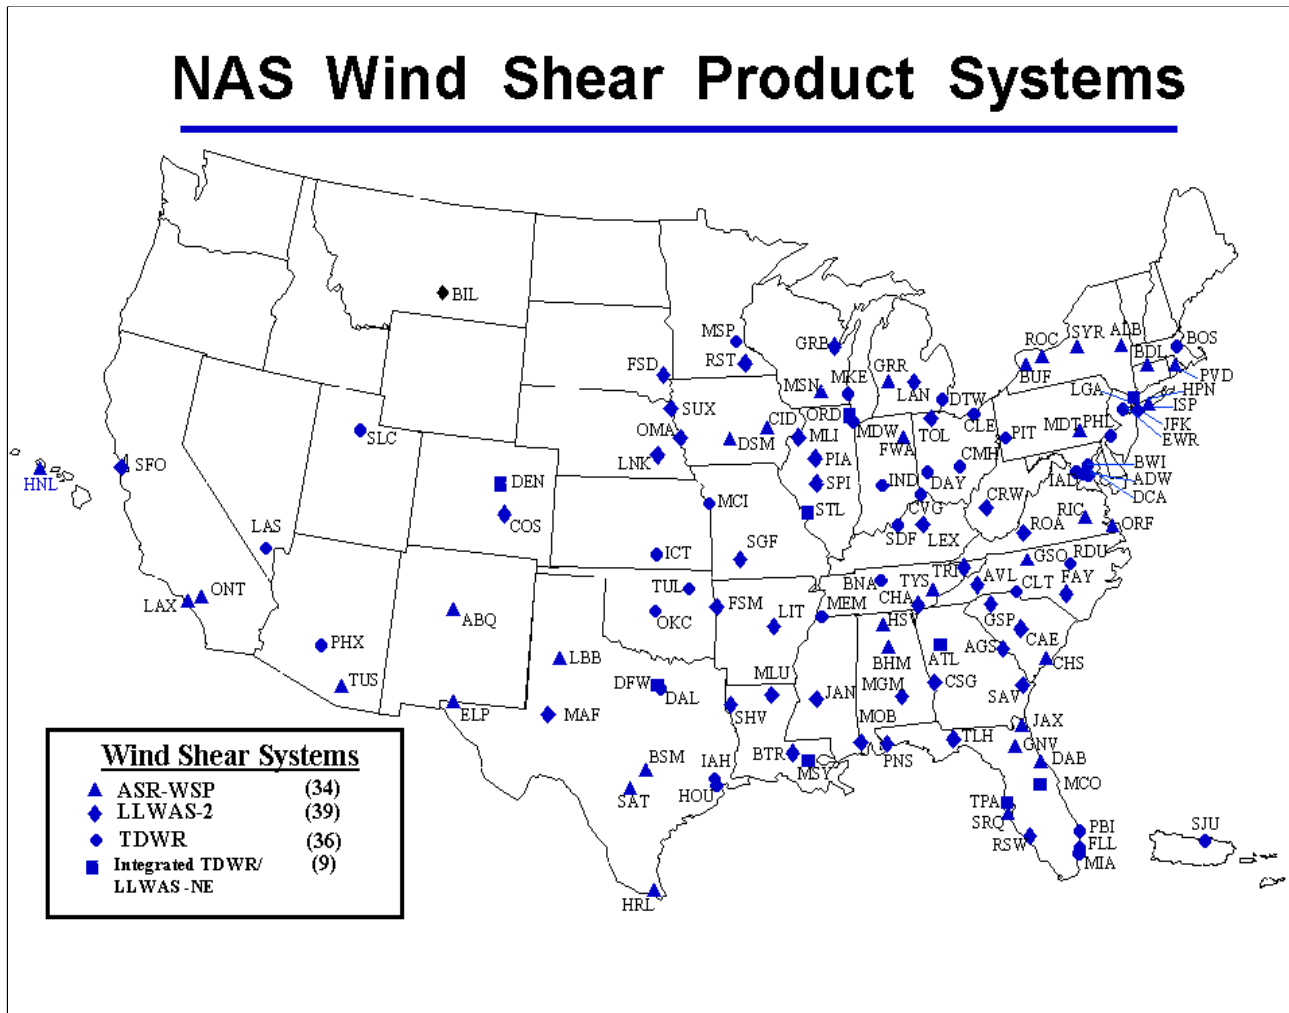 NAS Wind Shear Product Systems
BIL
MSP
RST
GRB
FSD
MSN
MKE
GRR
LAN
DTW
ROC
SYR
ALB
BOS
BUF
BDL
PVD
LGA
HPN
ISP
JFK
EWR
SUX
OMA
CID
ORD
MDW
DSM
MLI
TOL
CLE
PIT
MDT
PHL
FWA
SLC
LNK
PIA
CMH
SPI
IND
DAY
IAL
BWI
ADW
DCA
SFO
HNL
DEN
COS
MCI
STL
CVG
CRW
RIC
ORF
SDF
LEX
ROA
LAS
ICT
SGF
GSO
RDU
TUL
BNA
TYS
TRI
AVL
CLT
FAY
ONT
LAX
ABQ
OKC
FSM
LIT
MEM
CHA
HSV
GSP
CAE
PHX
LBB
BHM
ATL
AGS
CHS
TUS
DFW
DAL
MLU
MGM
CSG
SAV
ELP
MAF
SHV
JAN
MOB
JAX
BTR
MSY
PNS
TLH
GNV
DAB
BSM
IAH
HOU
SAT
MCO
TPA
SRQ
RSW
PBI
FLL
MIA
SJU
HRL
Wind Shear Systems
ASR-WSP (34)
LLWAS-2 (39)
TDWR (36)
Integrated TDWR/ (9)
LLWAS-NE